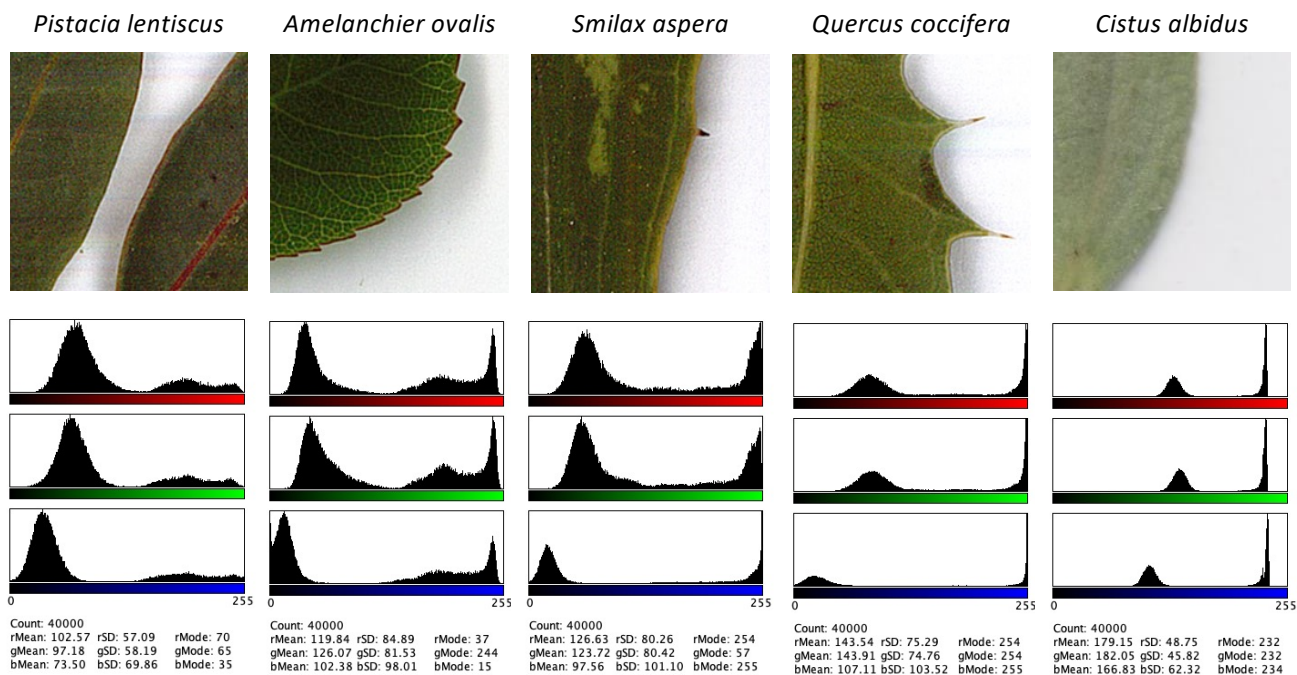 Pistacia lentiscus
Amelanchier ovalis
Smilax aspera
Quercus coccifera
Cistus albidus
0 255
Count: 40000
rMean: 102.57 rSD: 57.09 rMode: 70
gMean: 97.18 gSD: 58.19 gMode: 65
bMean: 73.50 bSD: 69.86 bMode: 35
0 255
Count: 40000
rMean: 119.84 rSD: 84.89 rMode: 37
gMean: 126.07 gSD: 81.53 gMode: 244
bMean: 102.38 bSD: 98.01 bMode: 15
0 255
Count: 40000
rMean: 126.63 rSD: 80.26 rMode: 254
gMean: 123.72 gSD: 80.42 gMode: 57
bMean: 97.56 bSD: 101.10 bMode: 255
0 255
Count: 40000
rMean: 143.54 rSD: 75.29 rMode: 254
gMean: 143.91 gSD: 74.76 gMode: 254
bMean: 107.11 bSD: 103.52 bMode: 255
0 255
Count: 40000
rMean: 179.15 rSD: 48.75 rMode: 232
gMean: 182.05 gSD: 45.82 gMode: 232
bMean: 166.83 bSD: 62.32 bMode: 234